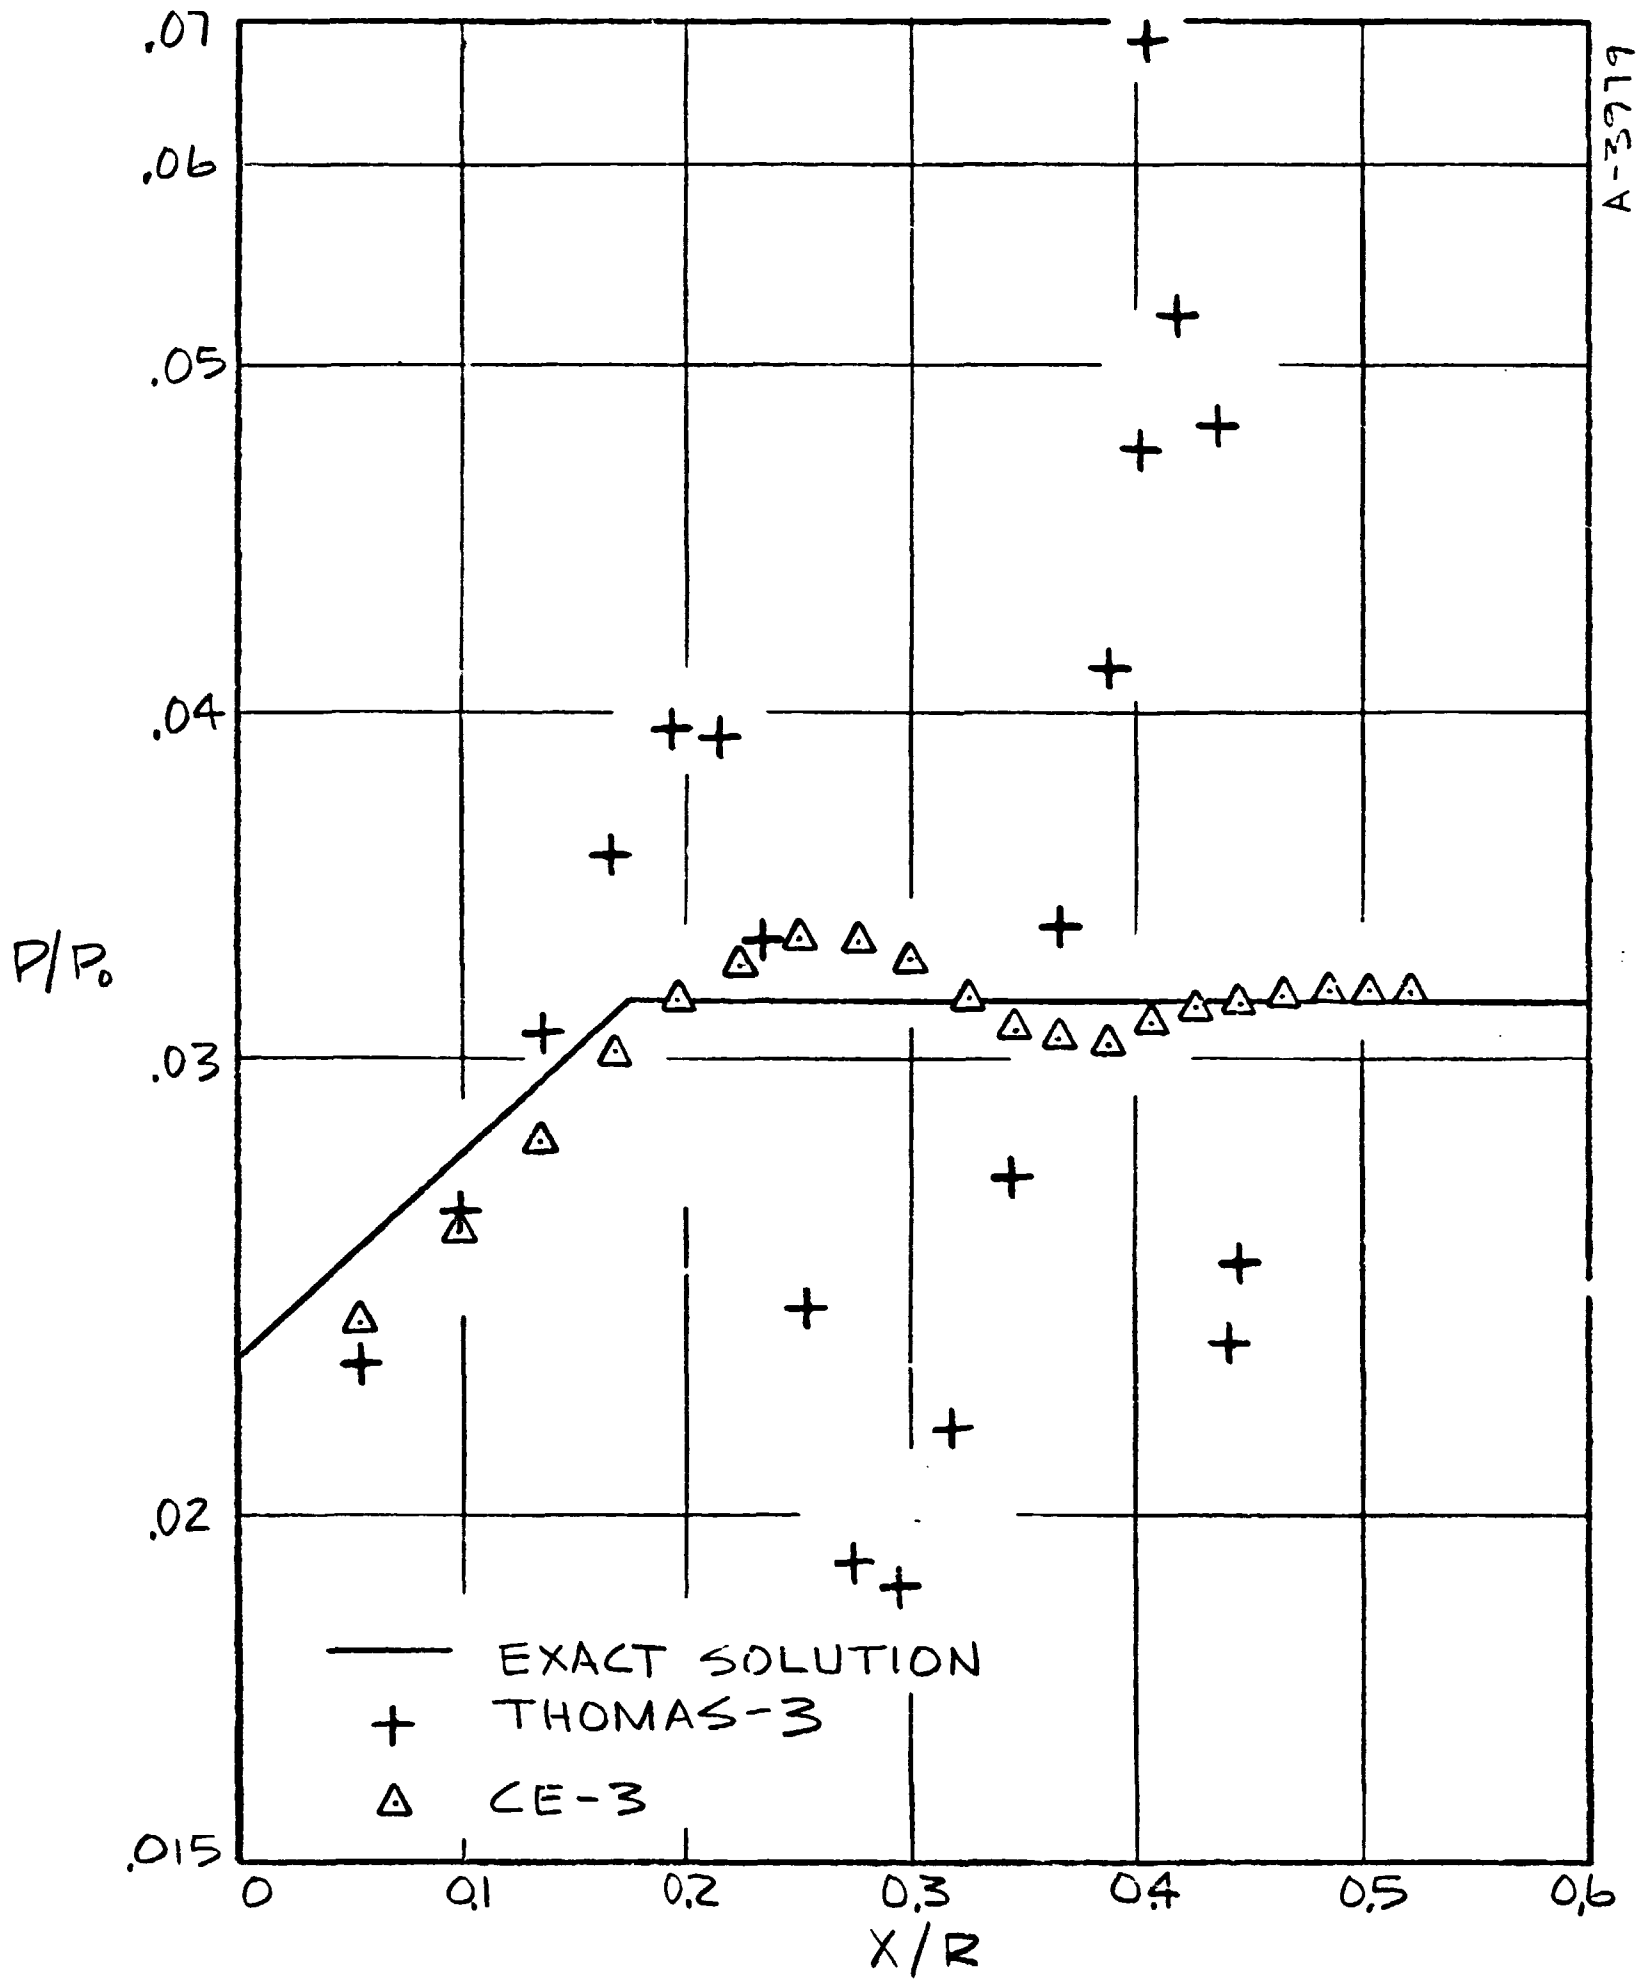 .07
.06
.05
.04
P/P₀
.03
.02
.015
EXACT SOLUTION
THOMAS-3
CE-3
0 0.1 0.2 0.3 0.4 0.5 0.6
X/R
A-3979